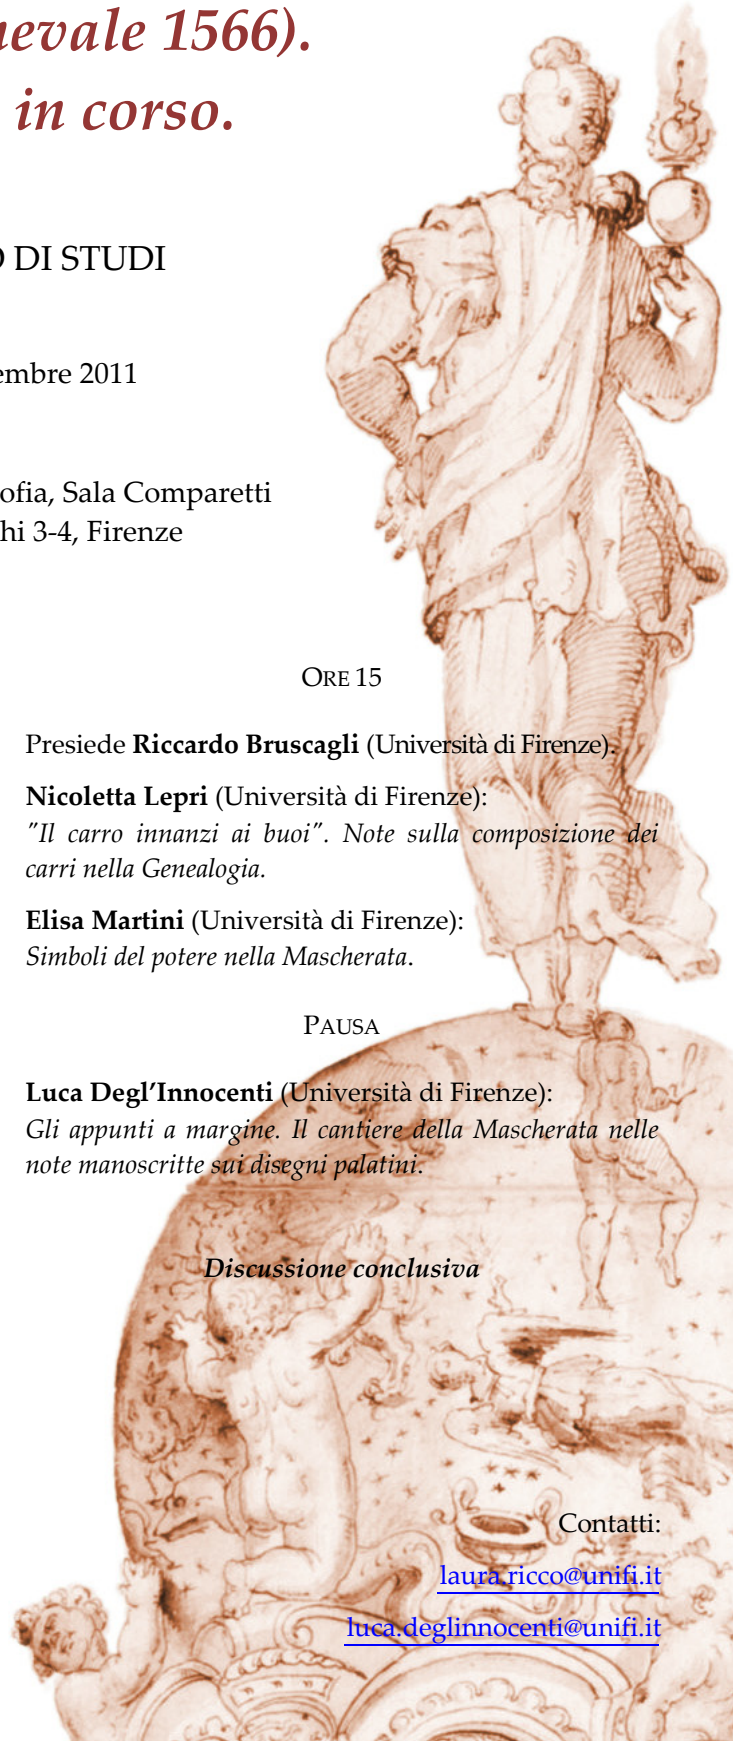 nevale 1566).
in corso.
O DI STUDI
embre 2011
ofia, Sala Comparetti
hi 3-4, Firenze
ORE 15
Presiede Riccardo Bruscagli (Università di Firenze).
Nicoletta Lepri (Università di Firenze):
"Il carro innanzi ai buoi". Note sulla composizione dei
carri nella Genealogia.
Elisa Martini (Università di Firenze):
Simboli del potere nella Mascherata.
PAUSA
Luca Degl’Innocenti (Università di Firenze):
Gli appunti a margine. Il cantiere della Mascherata nelle
note manoscritte sui disegni palatini.
Discussione conclusiva
Contatti:
laura.ricco@unifi.it
luca.deglinnocenti@unifi.it